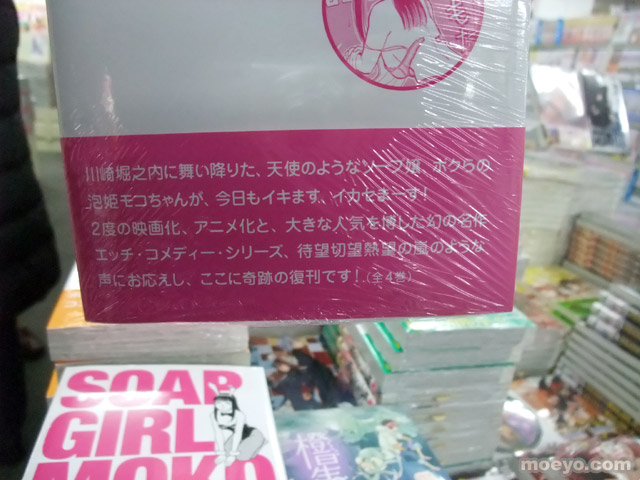 川崎堀之内に舞い降りた、天使のようなソープ嬢、ボクらの
泡姫モコちゃんが、今日もイキます、イカセまーす!
2度の映画化、アニメ化と、大きな人気を博した幻の名作
エッチ・コメディー・シリーズ、待望切望熱望の嵐のような
声にお応えし、ここに奇跡の復刊です!(全4巻)
SOAP
GIRL
MOKO
moeyo.com